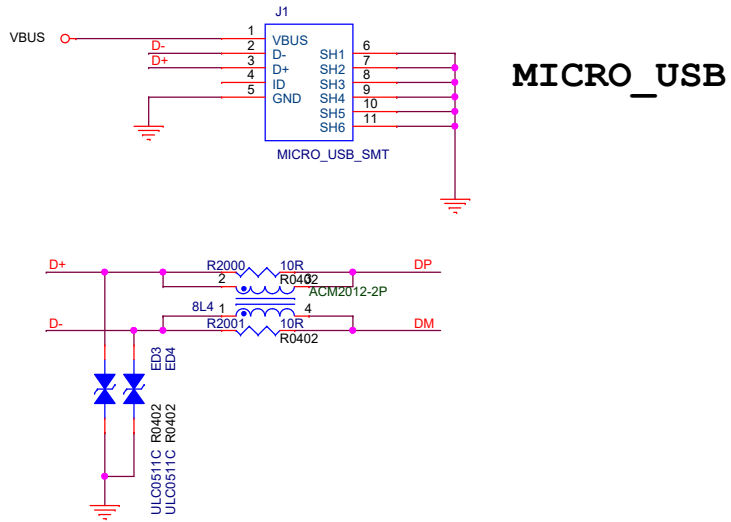 J1
VBUS
1
VBUS
D-
2
D-
SH1
6
D+
3
D+
SH2
7
4
ID
SH3
8
5
GND
SH4
9
SH5
10
SH6
11
MICRO_USB_SMT
MICRO_USB
D+
R2000
10R
DP
2
R0402
3
ACM2012-2P
8L4
1
4
D-
R2001
10R
DM
R0402
ED3
ED4
ULC0511C R0402
ULC0511C R0402